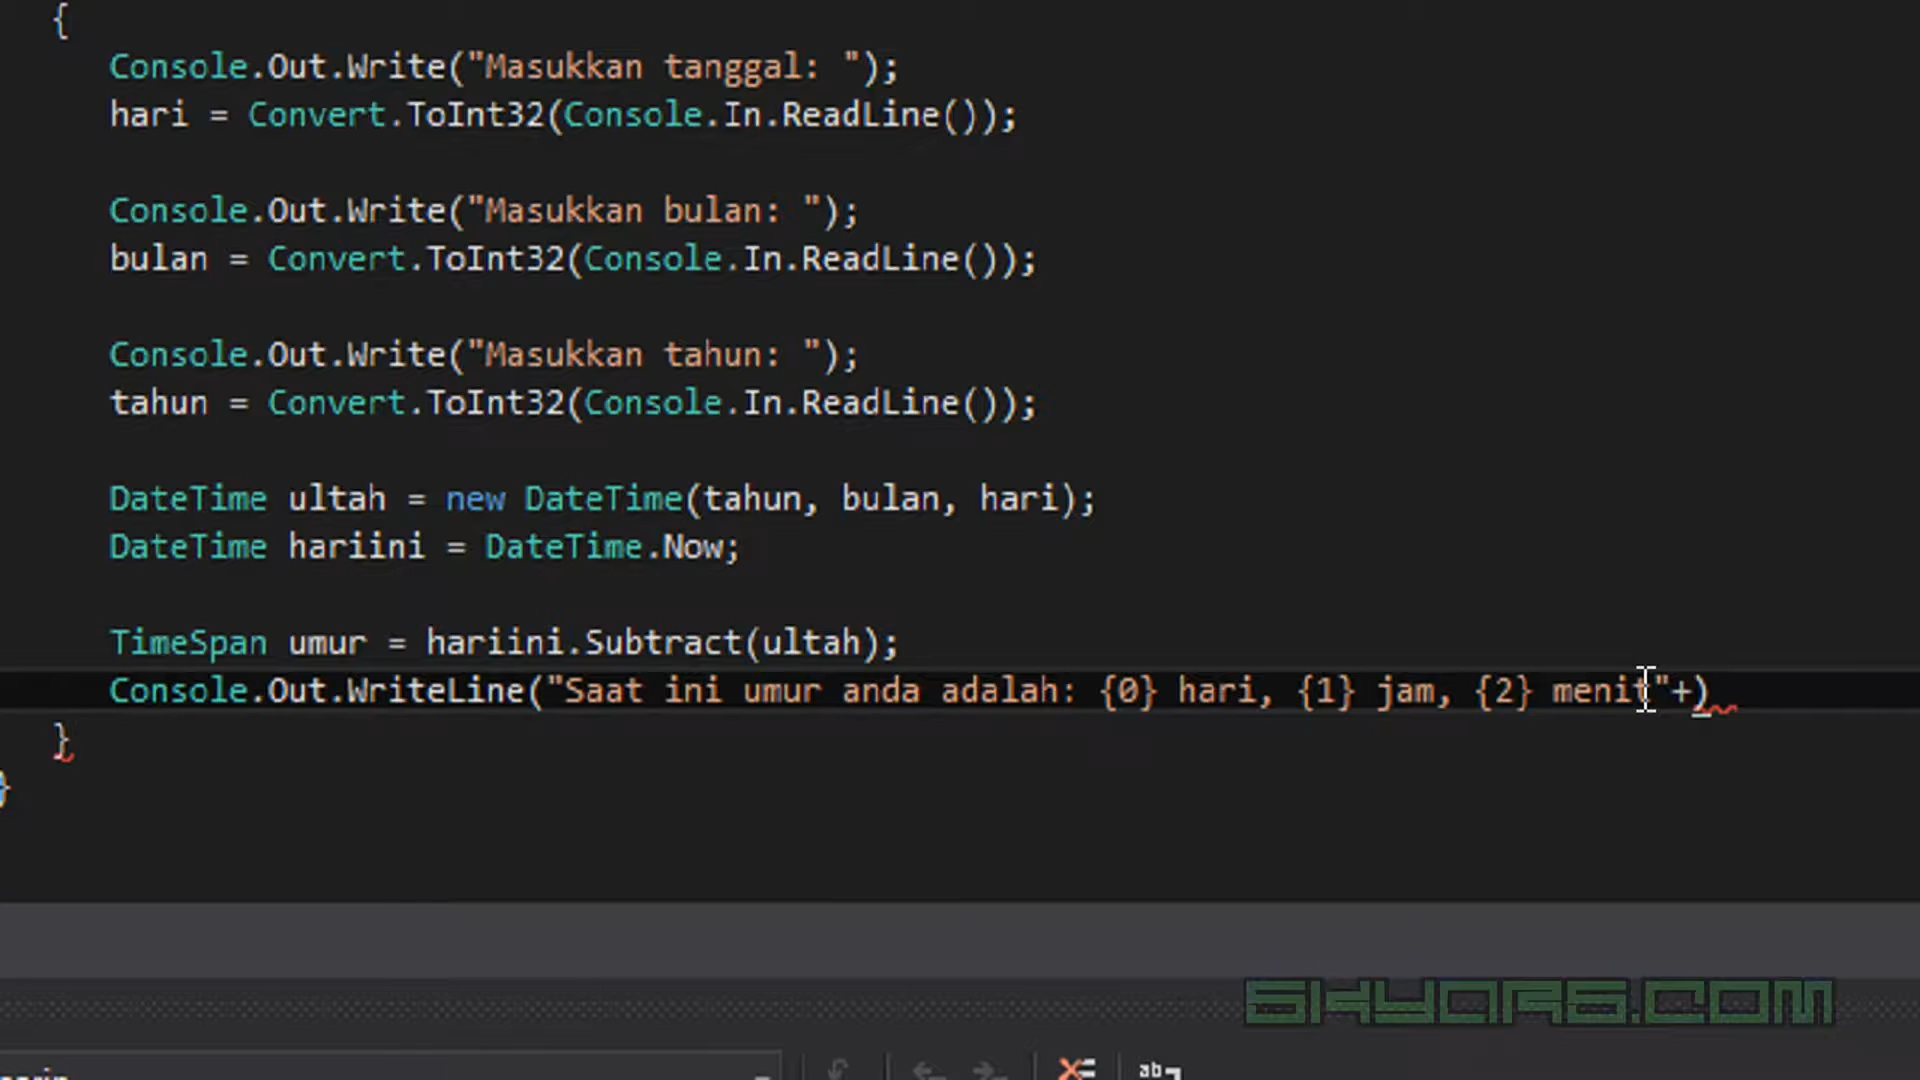 {
Console.Out.Write("Masukkan tanggal: ");
hari = Convert.ToInt32(Console.In.ReadLine());
Console.Out.Write("Masukkan bulan: ");
bulan = Convert.ToInt32(Console.In.ReadLine());
Console.Out.Write("Masukkan tahun: ");
tahun = Convert.ToInt32(Console.In.ReadLine());
DateTime ultah = new DateTime(tahun, bulan, hari);
DateTime hariini = DateTime.Now;
TimeSpan umur = hariini.Subtract(ultah);
Console.Out.WriteLine("Saat ini umur anda adalah: {0} hari, {1} jam, {2} menit"+)
}
}
ab